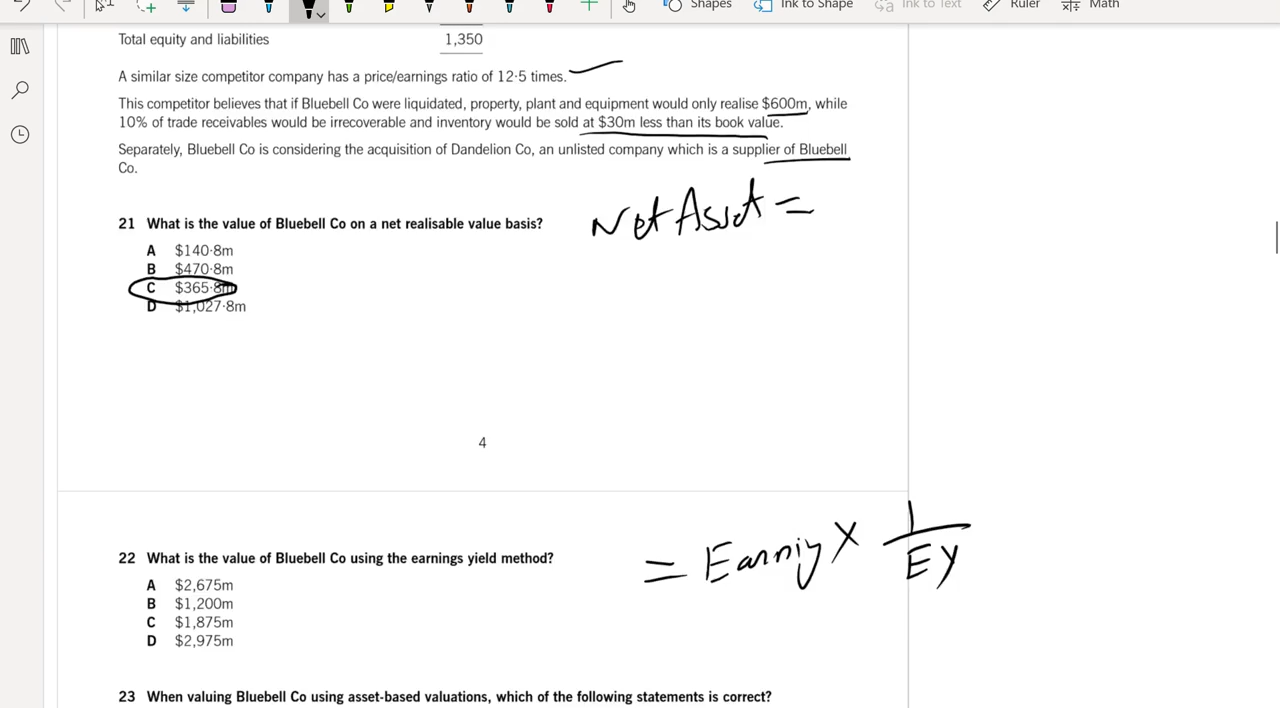 Shapes Ink to Shape Ink to Text Ruler Math
Total equity and liabilities 1,350
A similar size competitor company has a price/earnings ratio of 12·5 times.
This competitor believes that if Bluebell Co were liquidated, property, plant and equipment would only realise $600m, while
10% of trade receivables would be irrecoverable and inventory would be sold at $30m less than its book value.
Separately, Bluebell Co is considering the acquisition of Dandelion Co, an unlisted company which is a supplier of Bluebell
Co.
Net Asset =
21 What is the value of Bluebell Co on a net realisable value basis?
A $140·8m
B $470·8m
C $365·8m
D $1,027·8m
4
22 What is the value of Bluebell Co using the earnings yield method?
= Earniy X 1/EY
A $2,675m
B $1,200m
C $1,875m
D $2,975m
23 When valuing Bluebell Co using asset-based valuations, which of the following statements is correct?